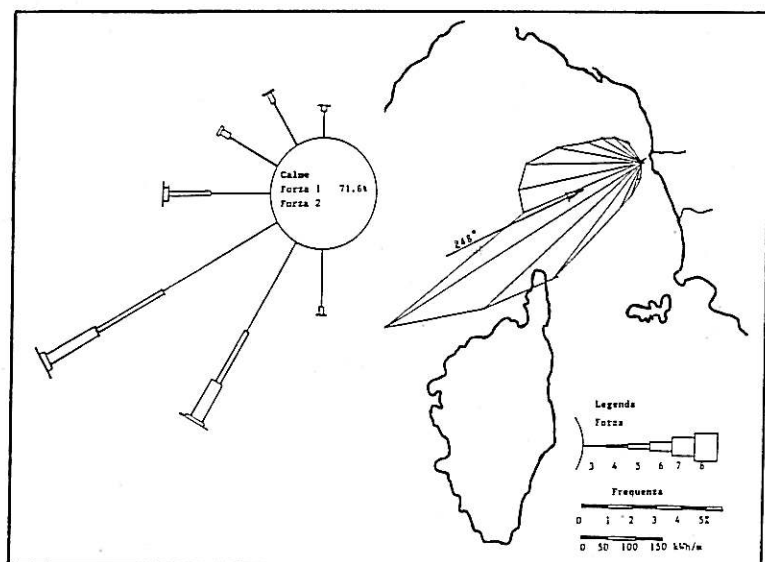 Calme
Forza 1 71,6%
Forza 2
248°
Legenda
Forza
3 4 5 6 7 8
Frequenza
0 1 2 3 4 5%
0 50 100 150 kWh/m